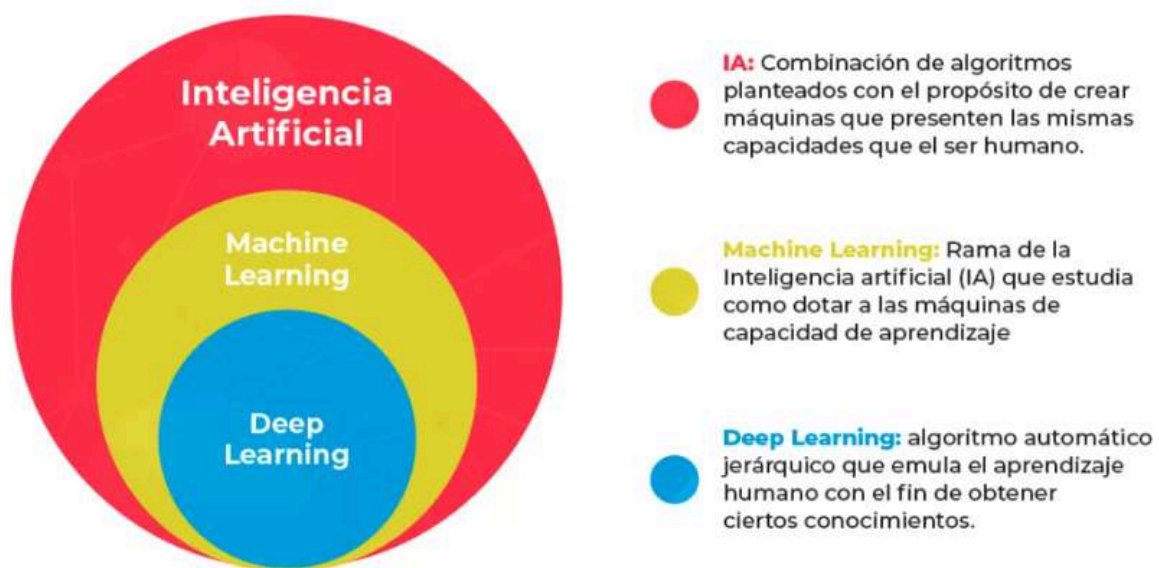 Inteligencia
Artificial
Machine
Learning
Deep
Learning
IA: Combinación de algoritmos
planteados con el propósito de crear
máquinas que presenten las mismas
capacidades que el ser humano.
Machine Learning: Rama de la
Inteligencia artificial (IA) que estudia
como dotar a las máquinas de
capacidad de aprendizaje
Deep Learning: algoritmo automático
jerárquico que emula el aprendizaje
humano con el fin de obtener
ciertos conocimientos.